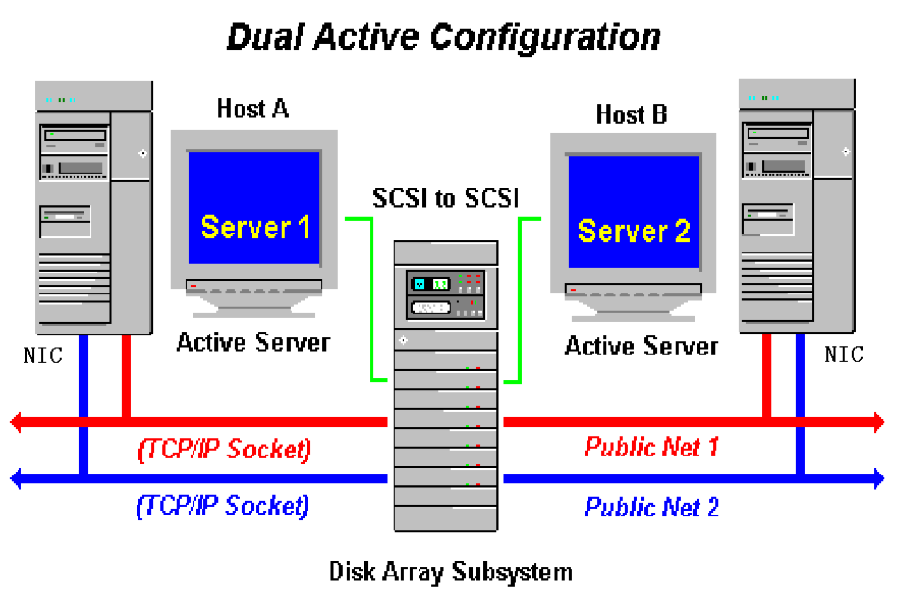 Dual Active Configuration
Host A
Host B
SCSI to SCSI
Server 1
Server 2
Active Server
Active Server
NIC
NIC
(TCP/IP Socket)
Public Net 1
(TCP/IP Socket)
Public Net 2
Disk Array Subsystem